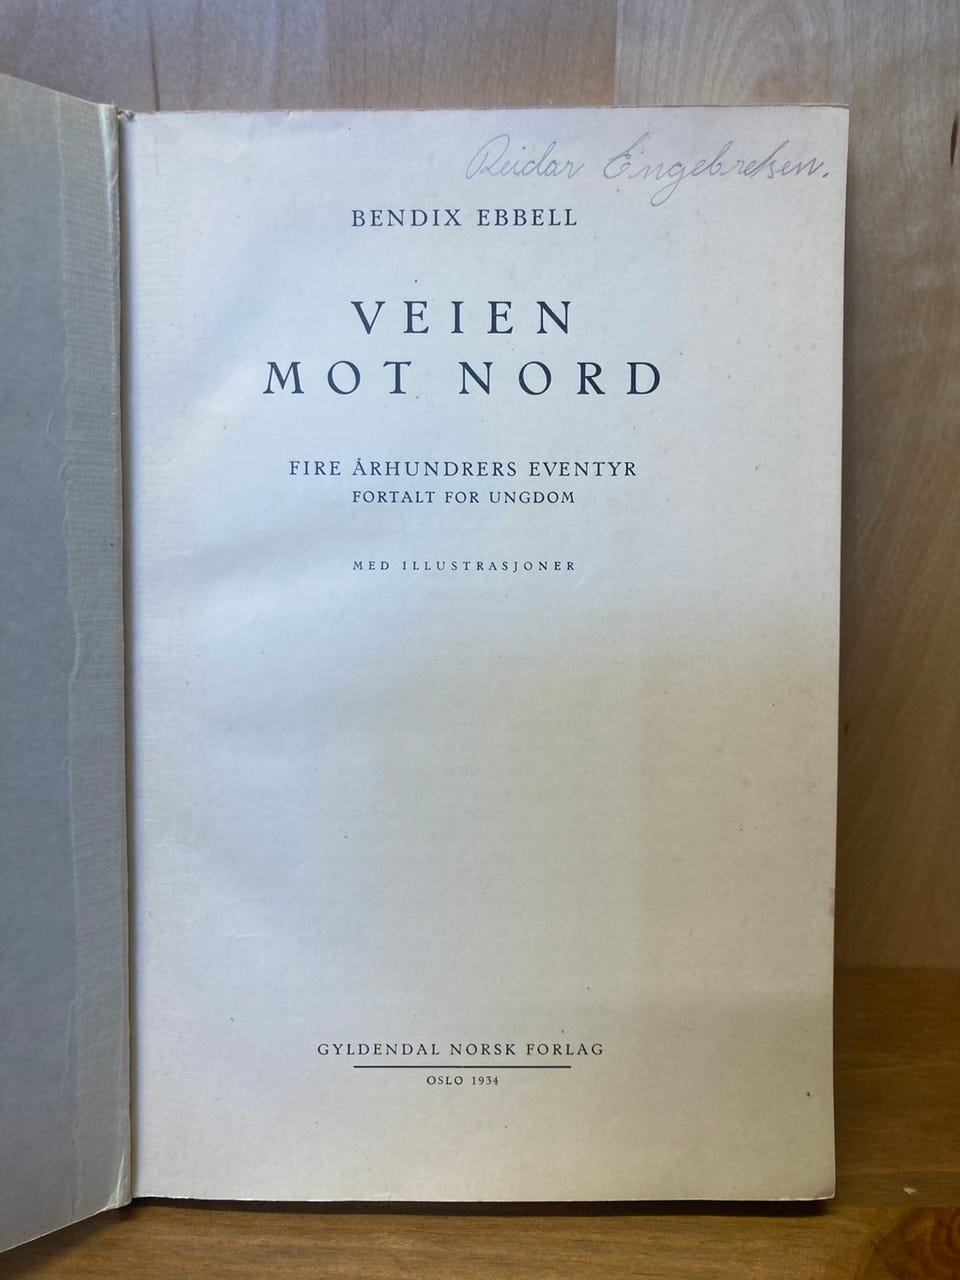 Reidar Engebretsen.
BENDIX EBBELL
VEIEN
MOT NORD
FIRE ÅRHUNDRERS EVENTYR
FORTALT FOR UNGDOM
MED ILLUSTRASJONER
GYLDENDAL NORSK FORLAG
OSLO 1934